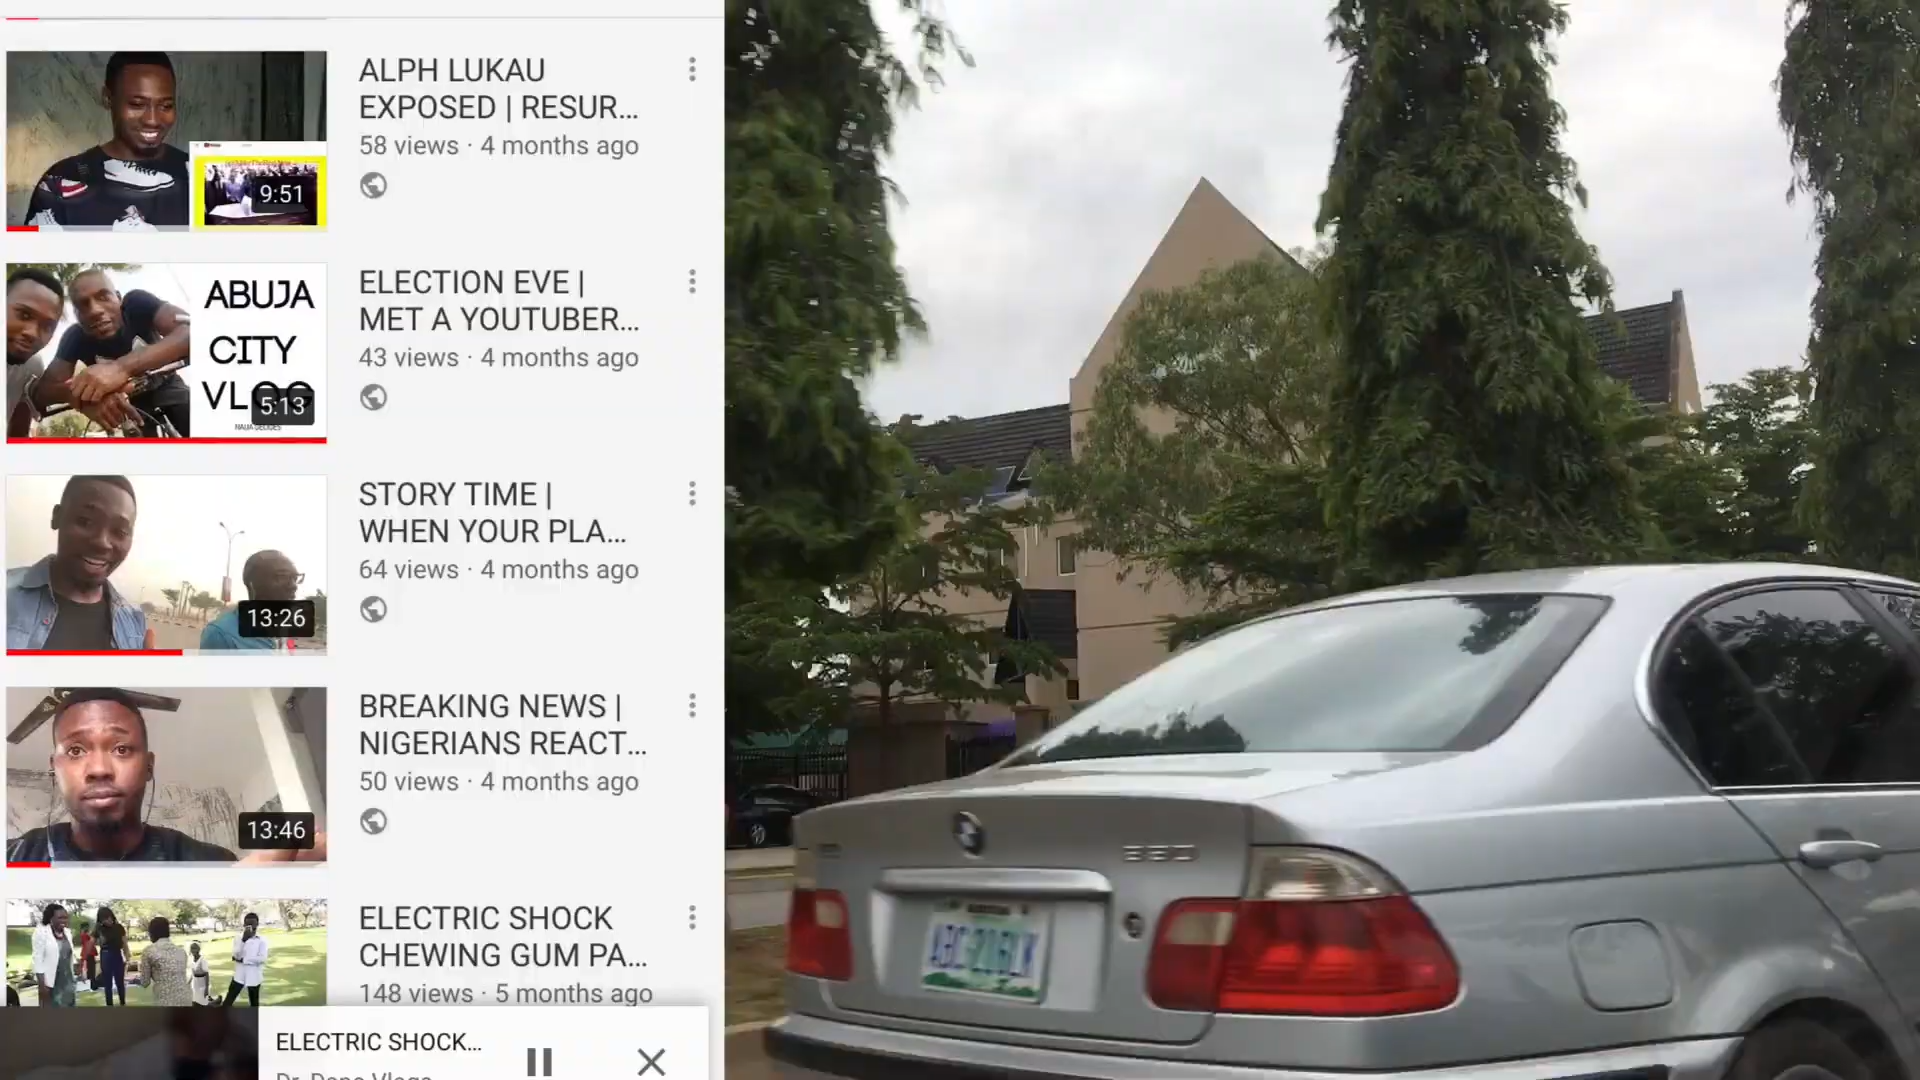 ALPH LUKAU
EXPOSED | RESUR...
58 views · 4 months ago
9:51
ELECTION EVE |
MET A YOUTUBER...
43 views · 4 months ago
ABUJA
CITY
VLOG
5:13
NAIJA DECIDES
STORY TIME |
WHEN YOUR PLA...
64 views · 4 months ago
13:26
BREAKING NEWS |
NIGERIANS REACT...
50 views · 4 months ago
13:46
ELECTRIC SHOCK
CHEWING GUM PA...
148 views · 5 months ago
ELECTRIC SHOCK...